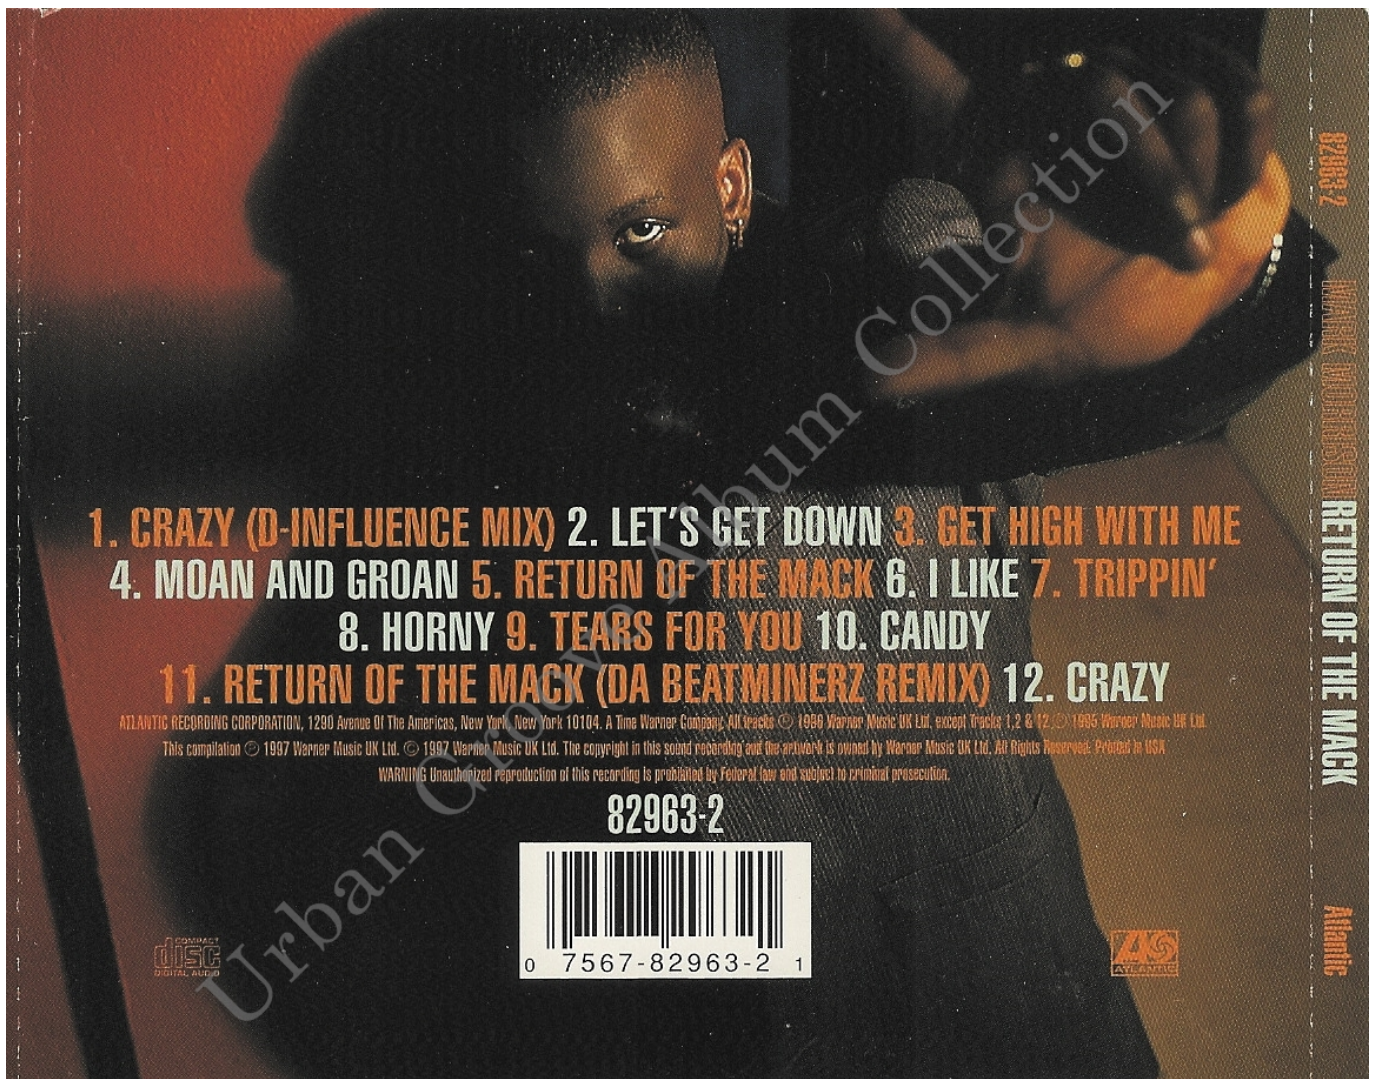 1. CRAZY (D-INFLUENCE MIX) 2. LET'S GET DOWN 3. GET HIGH WITH ME
4. MOAN AND GROAN 5. RETURN OF THE MACK 6. I LIKE 7. TRIPPIN'
8. HORNY 9. TEARS FOR YOU 10. CANDY
11. RETURN OF THE MACK (DA BEATMINERZ REMIX) 12. CRAZY
ATLANTIC RECORDING CORPORATION, 1290 Avenue Of The Americas, New York, New York 10104. A Time Warner Company. All tracks ℗ 1996 Warner Music UK Ltd. except Tracks 1, 2 & 12 ℗ 1995 Warner Music UK Ltd.
This compilation ℗ 1997 Warner Music UK Ltd. © 1997 Warner Music UK Ltd. The copyright in this sound recording and the artwork is owned by Warner Music UK Ltd. All Rights Reserved. Printed in USA
WARNING Unauthorized reproduction of this recording is prohibited by Federal law and subject to criminal prosecution.
82963-2
0 7567-82963-2 1
COMPACT
disc
DIGITAL AUDIO
ATLANTIC
82963-2 MARK MORRISON RETURN OF THE MACK Atlantic
Urban Groove Album Collection